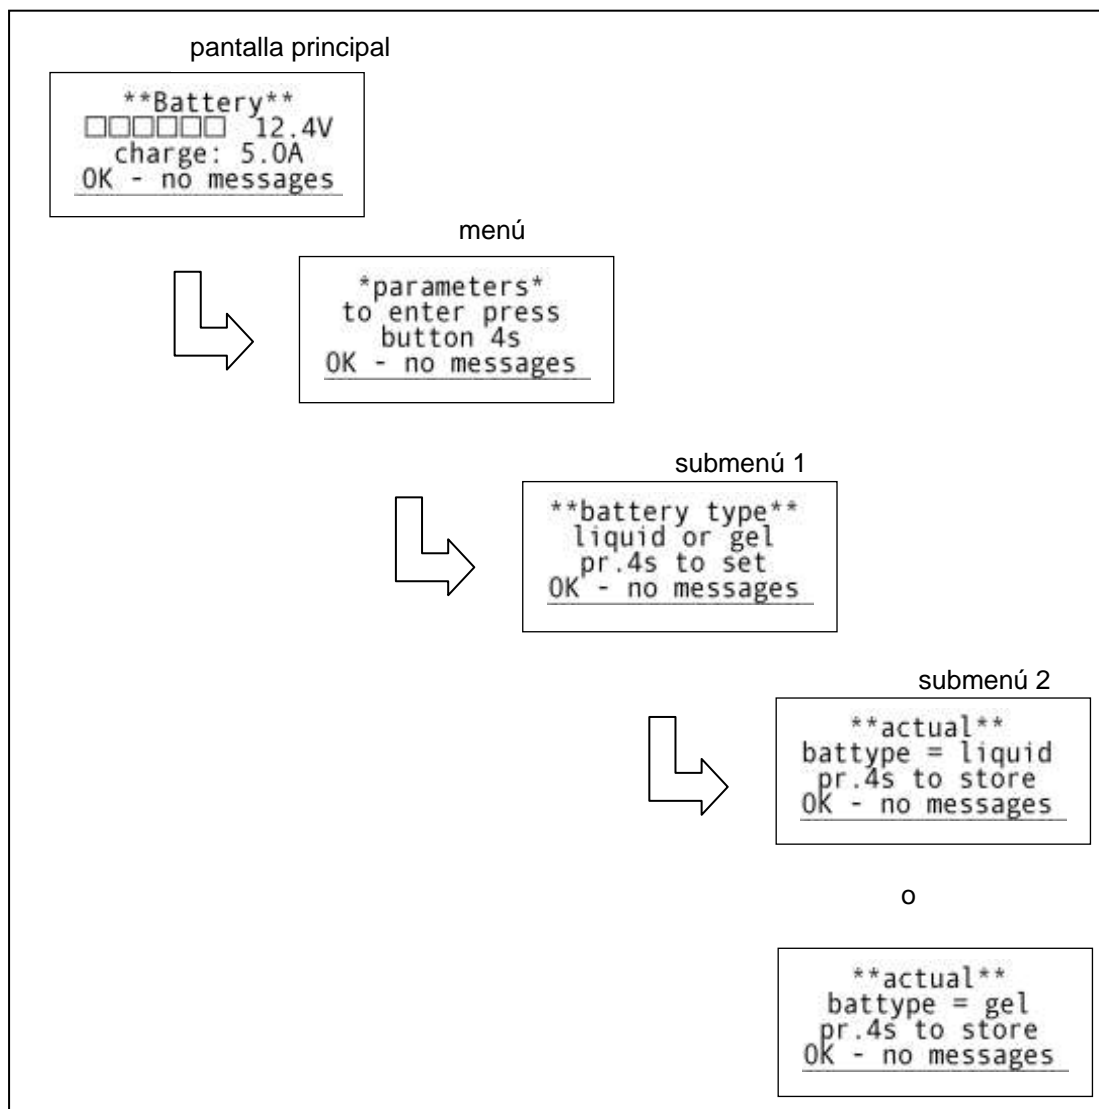 pantalla principal
**Battery**
□□□□□□ 12.4V
charge: 5.0A
OK - no messages
menú
*parameters*
to enter press
button 4s
OK - no messages
submenú 1
**battery type**
liquid or gel
pr.4s to set
OK - no messages
submenú 2
**actual**
battype = liquid
pr.4s to store
OK - no messages
o
**actual**
battype = gel
pr.4s to store
OK - no messages